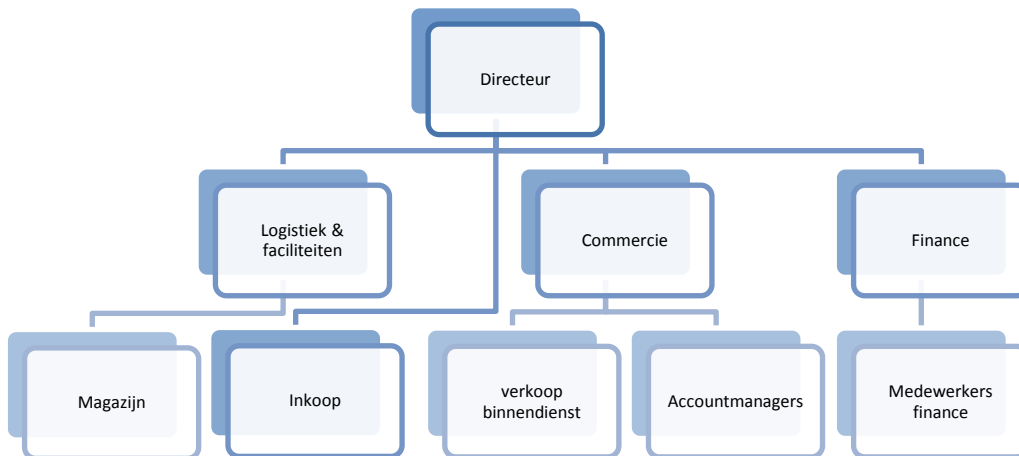 Directeur
Logistiek &
faciliteiten
Commercie
Finance
Magazijn
Inkoop
verkoop
binnendienst
Accountmanagers
Medewerkers
finance